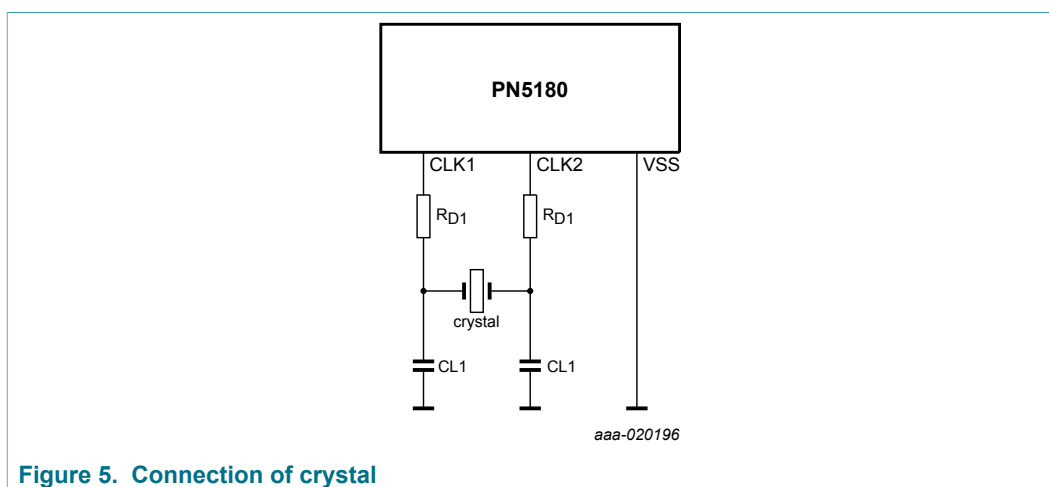 PN5180
CLK1 CLK2 VSS
RD1 RD1
crystal
CL1 CL1
aaa-020196
Figure 5. Connection of crystal